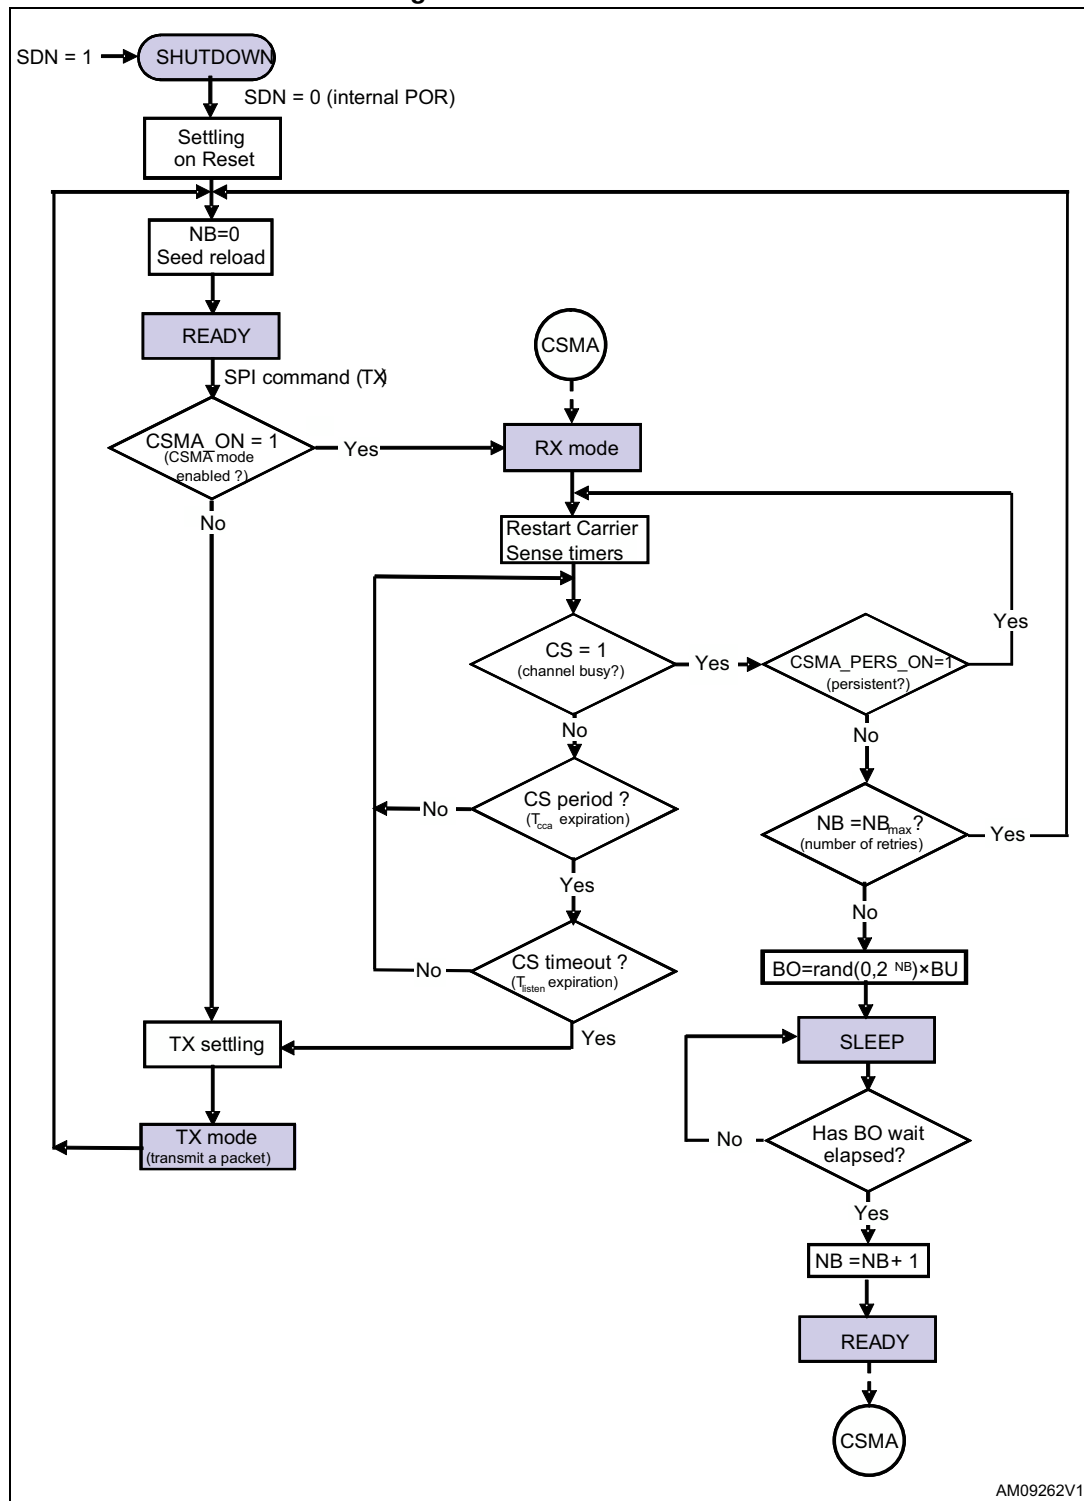 SDN = 1
SHUTDOWN
SDN = 0 (internal POR)
Settling
on Reset
NB=0
Seed reload
READY
SPI command (TX)
CSMA_ON = 1
(CSMA mode
enabled ?)
Yes
No
CSMA
RX mode
Restart Carrier
Sense timers
CS = 1
(channel busy?)
Yes
No
CSMA_PERS_ON=1
(persistent?)
Yes
No
CS period ?
(Tcca expiration)
No
Yes
NB =NBmax?
(number of retries)
Yes
No
CS timeout ?
(Tlisten expiration)
No
Yes
BO=rand(0,2 NB)×BU
SLEEP
TX settling
TX mode
(transmit a packet)
Has BO wait
elapsed?
No
Yes
NB =NB+ 1
READY
CSMA
AM09262V1